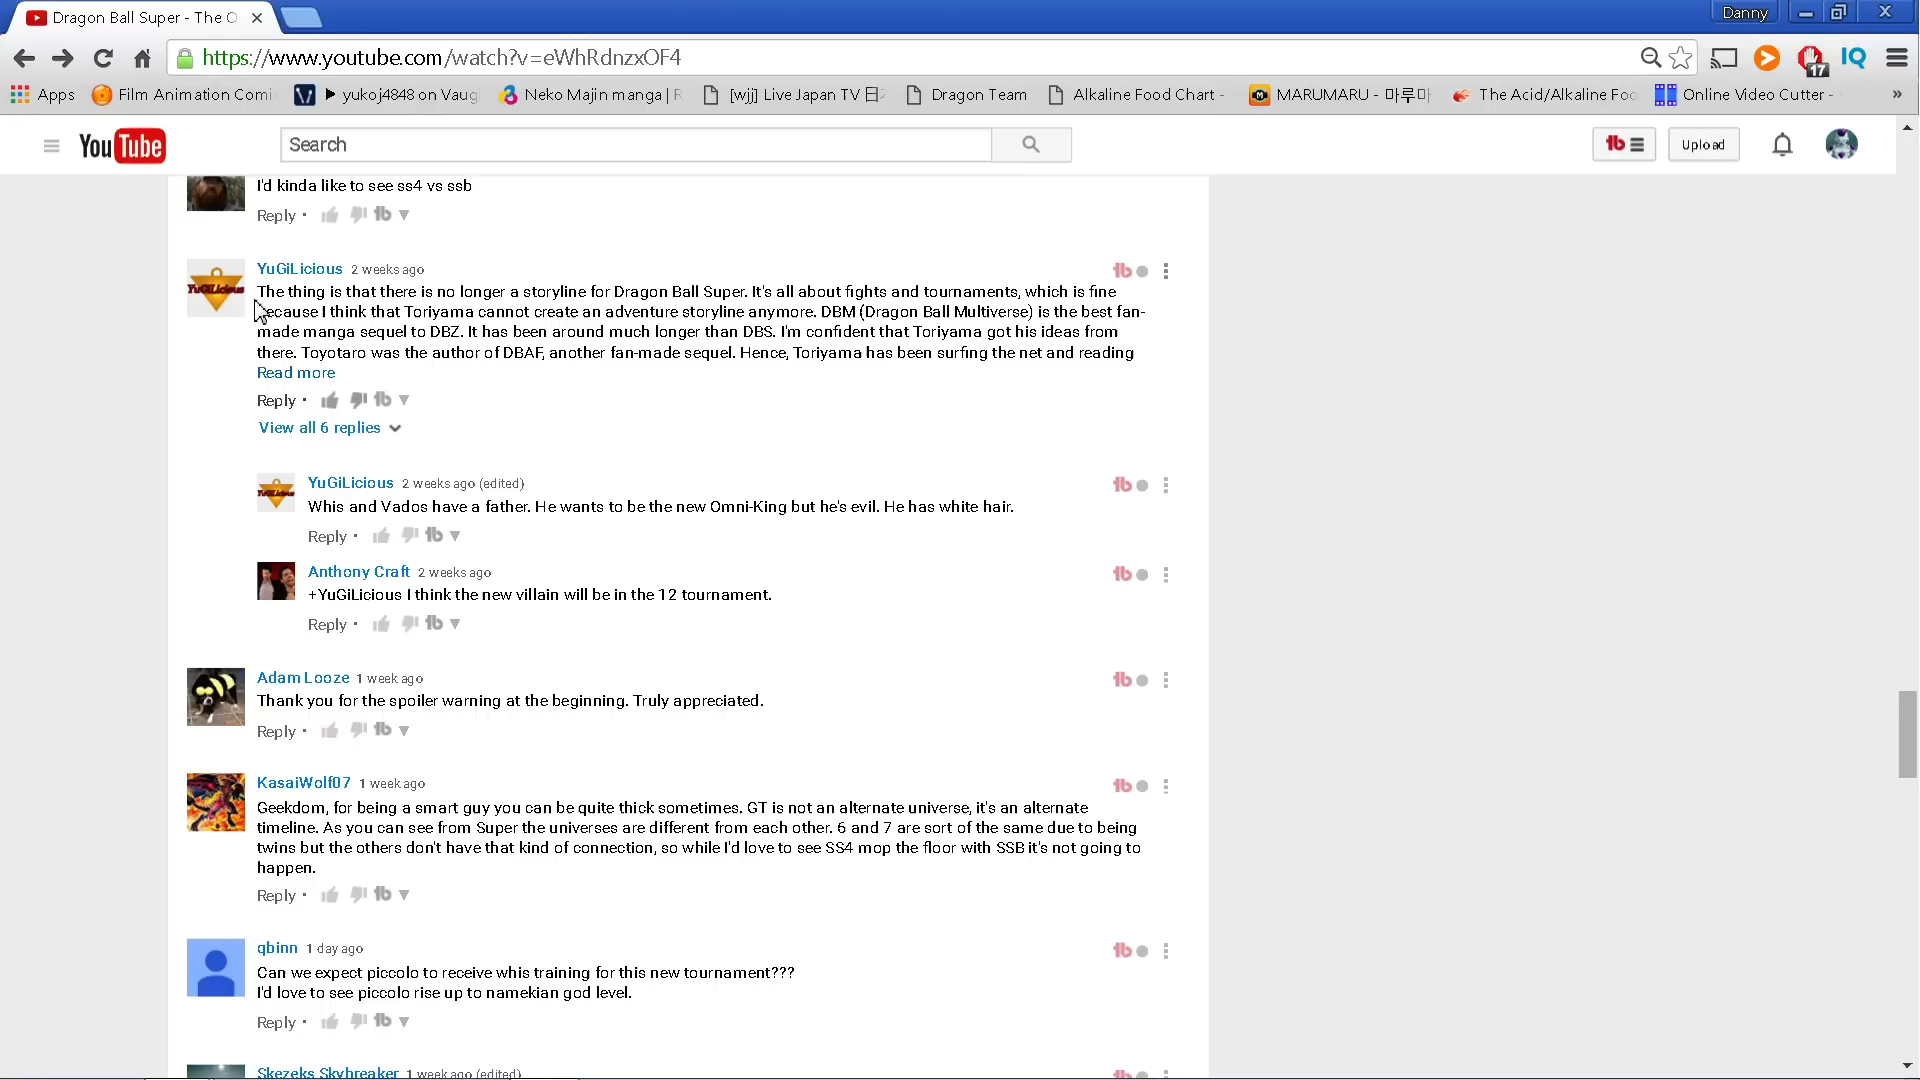 Dragon Ball Super - The O
Danny
https://www.youtube.com/watch?v=eWhRdnzxOF4
17
IQ
Apps
Film Animation Comi
▶ yukoj4848 on Vaug
Neko Majin manga | R
[wjj] Live Japan TV 日
Dragon Team
Alkaline Food Chart -
MARUMARU - 마루마
The Acid/Alkaline Foo
Online Video Cutter -
»
YouTube
Search
Upload
I'd kinda like to see ss4 vs ssb
Reply •
YuGiLicious 2 weeks ago
The thing is that there is no longer a storyline for Dragon Ball Super. It's all about fights and tournaments, which is fine
because I think that Toriyama cannot create an adventure storyline anymore. DBM (Dragon Ball Multiverse) is the best fan-
made manga sequel to DBZ. It has been around much longer than DBS. I'm confident that Toriyama got his ideas from
there. Toyotaro was the author of DBAF, another fan-made sequel. Hence, Toriyama has been surfing the net and reading
Read more
Reply •
View all 6 replies
YuGiLicious 2 weeks ago (edited)
Whis and Vados have a father. He wants to be the new Omni-King but he's evil. He has white hair.
Reply •
Anthony Craft 2 weeks ago
+YuGiLicious I think the new villain will be in the 12 tournament.
Reply •
Adam Looze 1 week ago
Thank you for the spoiler warning at the beginning. Truly appreciated.
Reply •
KasaiWolf07 1 week ago
Geekdom, for being a smart guy you can be quite thick sometimes. GT is not an alternate universe, it's an alternate
timeline. As you can see from Super the universes are different from each other. 6 and 7 are sort of the same due to being
twins but the others don't have that kind of connection, so while I'd love to see SS4 mop the floor with SSB it's not going to
happen.
Reply •
qbinn 1 day ago
Can we expect piccolo to receive whis training for this new tournament???
I'd love to see piccolo rise up to namekian god level.
Reply •
Skezeks Skybreaker 1 week ago (edited)